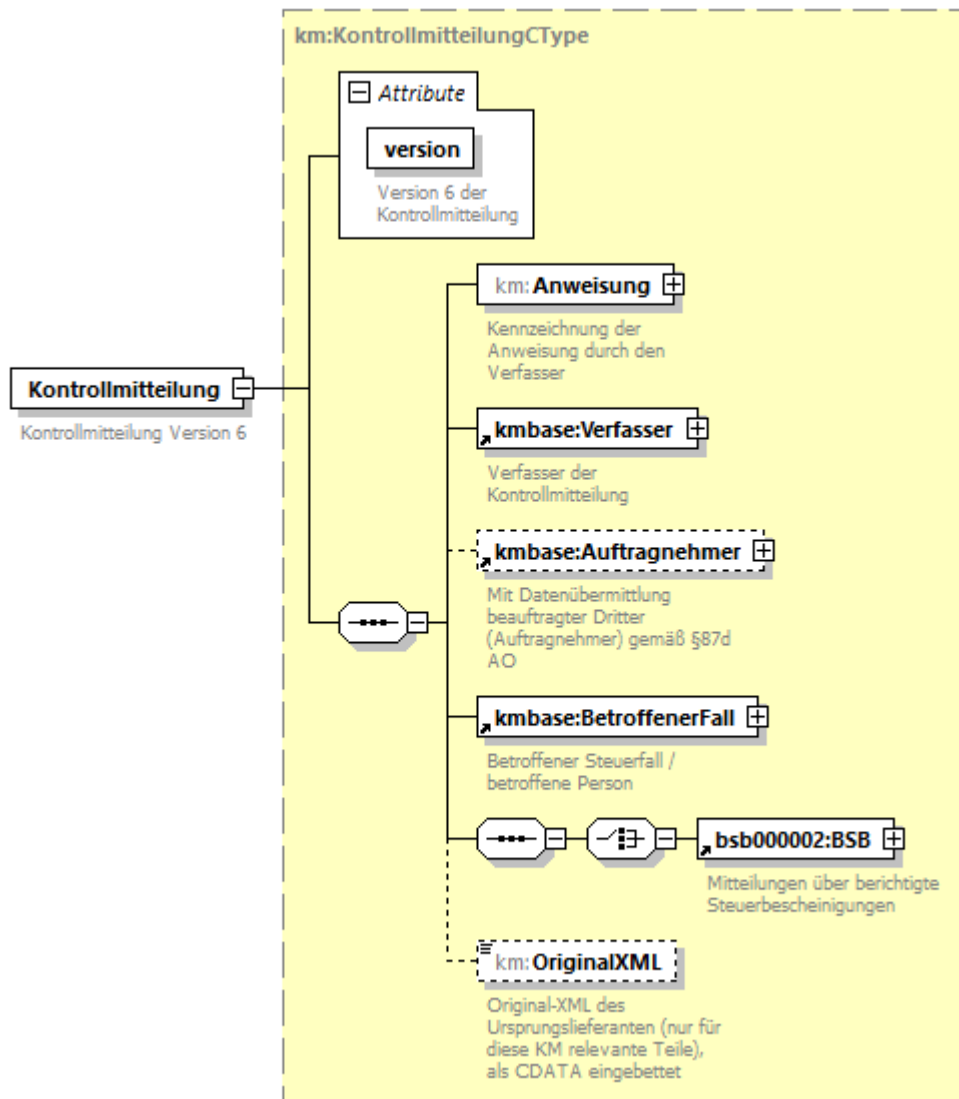 km:KontrollmitteilungCType
Attribute
version
Version 6 der
Kontrollmitteilung
km:Anweisung
Kennzeichnung der
Anweisung durch den
Verfasser
Kontrollmitteilung
Kontrollmitteilung Version 6
kmbase:Verfasser
Verfasser der
Kontrollmitteilung
kmbase:Auftragnehmer
Mit Datenübermittlung
beauftragter Dritter
(Auftragnehmer) gemäß §87d
AO
kmbase:BetroffenerFall
Betroffener Steuerfall /
betroffene Person
bsb000002:BSB
Mitteilungen über berichtigte
Steuerbescheinigungen
km:OriginalXML
Original-XML des
Ursprungslieferanten (nur für
diese KM relevante Teile),
als CDATA eingebettet